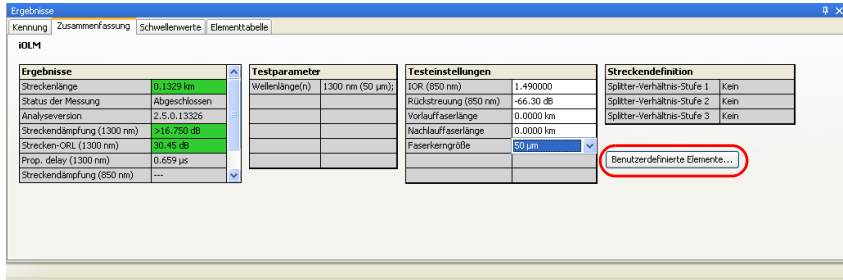 Ergebnisse
Kennung Zusammenfassung Schwellenwerte Elementtabelle
iOLM
Ergebnisse
Streckenlänge 0.1329 km
Status der Messung Abgeschlossen
Analyseversion 2.5.0.13326
Streckendämpfung (1300 nm) >16.750 dB
Strecken-ORL (1300 nm) 30.45 dB
Prop. delay (1300 nm) 0.659 µs
Streckendämpfung (850 nm) ---
Testparameter
Wellenlänge(n) 1300 nm (50 µm);
Testeinstellungen
IOR (850 nm) 1.490000
Rückstreuung (850 nm) -66.30 dB
Vorlauffaserlänge 0.0000 km
Nachlauffaserlänge 0.0000 km
Faserkerngröße 50 µm
Streckendefinition
Splitter-Verhältnis-Stufe 1 Kein
Splitter-Verhältnis-Stufe 2 Kein
Splitter-Verhältnis-Stufe 3 Kein
Benutzerdefinierte Elemente...